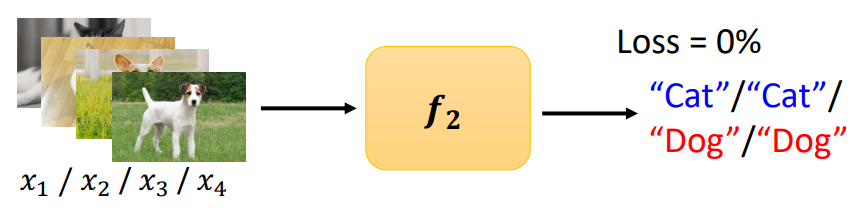 Loss = 0%
“Cat”/“Cat”/
“Dog”/“Dog”
f₂
x₁ / x₂ / x₃ / x₄